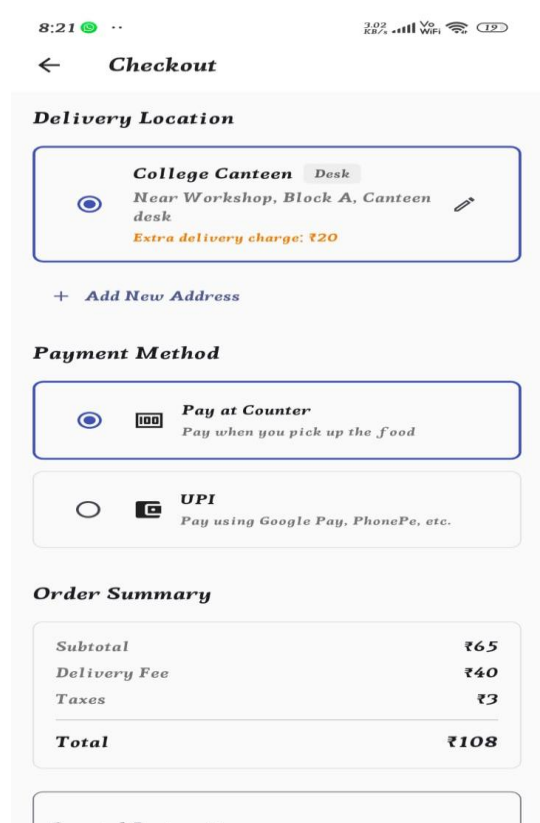 8:21
3.02 KB/s Vo WiFi 19
Checkout
Delivery Location
College Canteen Desk
Near Workshop, Block A, Canteen
desk
Extra delivery charge: ₹20
+ Add New Address
Payment Method
100 Pay at Counter
Pay when you pick up the food
UPI
Pay using Google Pay, PhonePe, etc.
Order Summary
Subtotal ₹65
Delivery Fee ₹40
Taxes ₹3
Total ₹108